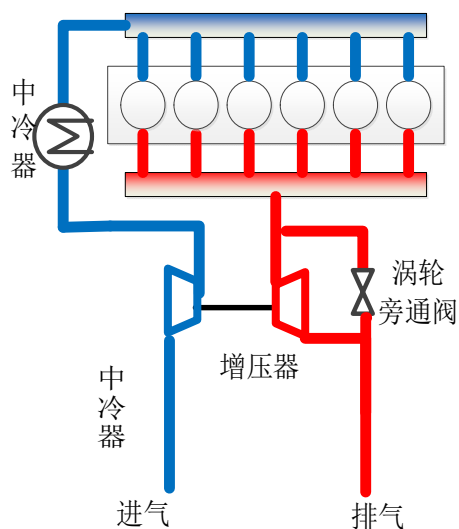 中
冷
器
涡轮
旁通阀
增压器
中
冷
器
进气
排气